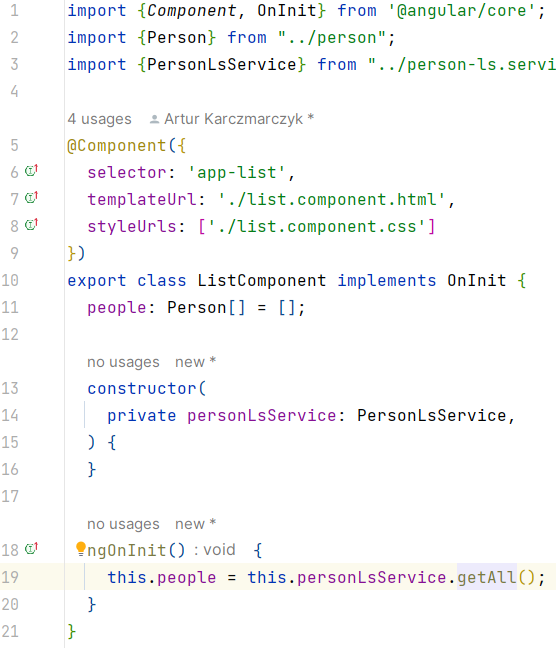 1 import {Component, OnInit} from '@angular/core';
2 import {Person} from "../person";
3 import {PersonLsService} from "../person-ls.servi
4
4 usages Artur Karczmarczyk *
5 @Component({
6 selector: 'app-list',
7 templateUrl: './list.component.html',
8 styleUrls: ['./list.component.css']
9 })
10 export class ListComponent implements OnInit {
11 people: Person[] = [];
12
no usages new *
13 constructor(
14 private personLsService: PersonLsService,
15 ) {
16 }
17
no usages new *
18 ngOnInit() : void {
19 this.people = this.personLsService.getAll();
20 }
21 }